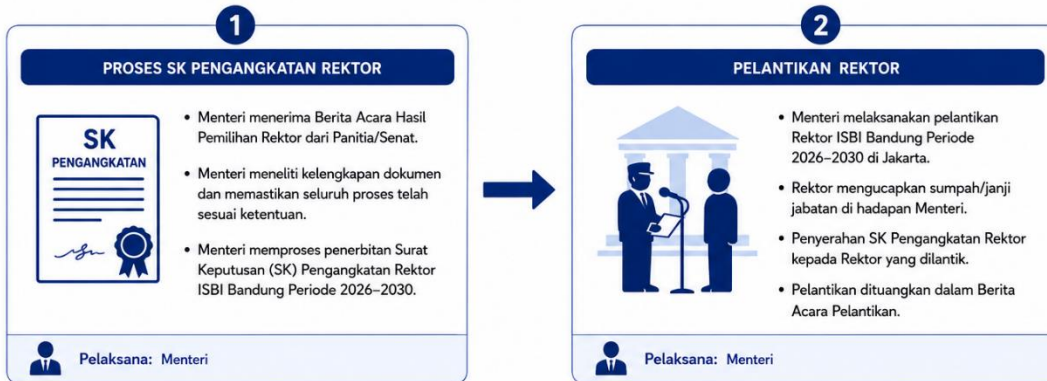 1
PROSES SK PENGANGKATAN REKTOR
SK
PENGANGKATAN
• Menteri menerima Berita Acara Hasil
Pemilihan Rektor dari Panitia/Senat.
• Menteri meneliti kelengkapan dokumen
dan memastikan seluruh proses telah
sesuai ketentuan.
• Menteri memproses penerbitan Surat
Keputusan (SK) Pengangkatan Rektor
ISBI Bandung Periode 2026–2030.
Pelaksana: Menteri
2
PELANTIKAN REKTOR
• Menteri melaksanakan pelantikan
Rektor ISBI Bandung Periode
2026–2030 di Jakarta.
• Rektor mengucapkan sumpah/janji
jabatan di hadapan Menteri.
• Penyerahan SK Pengangkatan Rektor
kepada Rektor yang dilantik.
• Pelantikan dituangkan dalam Berita
Acara Pelantikan.
Pelaksana: Menteri